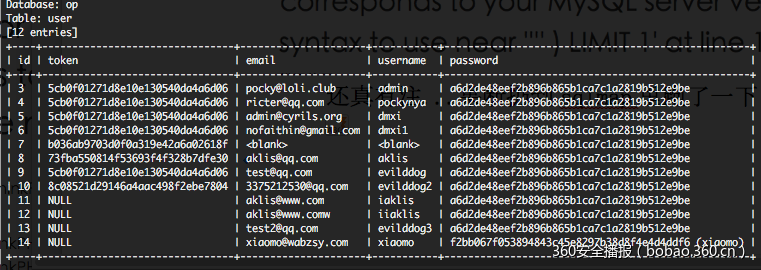 Database: op
Table: user
[12 entries]
corresponds to your MySQL server ve
syntax to use near '"" ) LIMIT 1' at line 1
| id | token | email | username | password |
| 3 | 5cb0f01271d8e10e130540da4a6d06 | pocky@loli.club | admin | a6d2de48eef2b896b865b1ca7c1a2819b512e9be |
| 4 | 5cb0f01271d8e10e130540da4a6d06 | ricter@qq.com | pockynya | a6d2de48eef2b896b865b1ca7c1a2819b512e9be |
| 5 | 5cb0f01271d8e10e130540da4a6d06 | admin@cyrils.org | dmxi | a6d2de48eef2b896b865b1ca7c1a2819b512e9be |
| 6 | 5cb0f01271d8e10e130540da4a6d06 | nofaithin@gmail.com | dmxi1 | a6d2de48eef2b896b865b1ca7c1a2819b512e9be |
| 7 | b036ab9703d0f0a319e42a6a02618f | <blank> | <blank> | a6d2de48eef2b896b865b1ca7c1a2819b512e9be |
| 8 | 73fba550814f53693f4f328b7dfe30 | aklis@qq.com | aklis | a6d2de48eef2b896b865b1ca7c1a2819b512e9be |
| 9 | 5cb0f01271d8e10e130540da4a6d06 | test@qq.com | evilddog | a6d2de48eef2b896b865b1ca7c1a2819b512e9be |
| 10 | 8c08521d29146a4aac498f2ebe7804 | 3375212530@qq.com | evilddog2 | a6d2de48eef2b896b865b1ca7c1a2819b512e9be |
| 11 | NULL | aklis@www.com | iaklis | a6d2de48eef2b896b865b1ca7c1a2819b512e9be |
| 12 | NULL | aklis@www.comw | iiaklis | a6d2de48eef2b896b865b1ca7c1a2819b512e9be |
| 13 | NULL | test2@qq.com | evilddog3 | a6d2de48eef2b896b865b1ca7c1a2819b512e9be |
| 14 | NULL | xiaomo@wabzsy.com | xiaomo | f2bb067f053894843c45e8297b38d8f4e4d4ddf6 (xiaomo) |
360安全播报 ( bobao.360.cn )